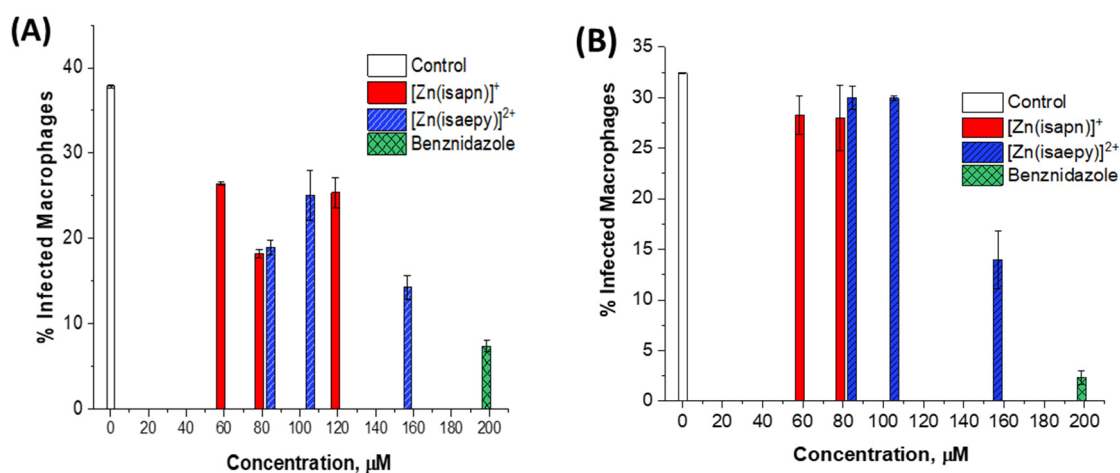 (A)
% Infected Macrophages
40
30
20
10
0
Control
[Zn(isapn)]⁺
[Zn(isaepy)]²⁺
Benznidazole
0 20 40 60 80 100 120 140 160 180 200
Concentration, µM
(B)
% Infected Macrophages
35
30
25
20
15
10
5
0
Control
[Zn(isapn)]⁺
[Zn(isaepy)]²⁺
Benznidazole
0 20 40 60 80 100 120 140 160 180 200
Concentration, µM